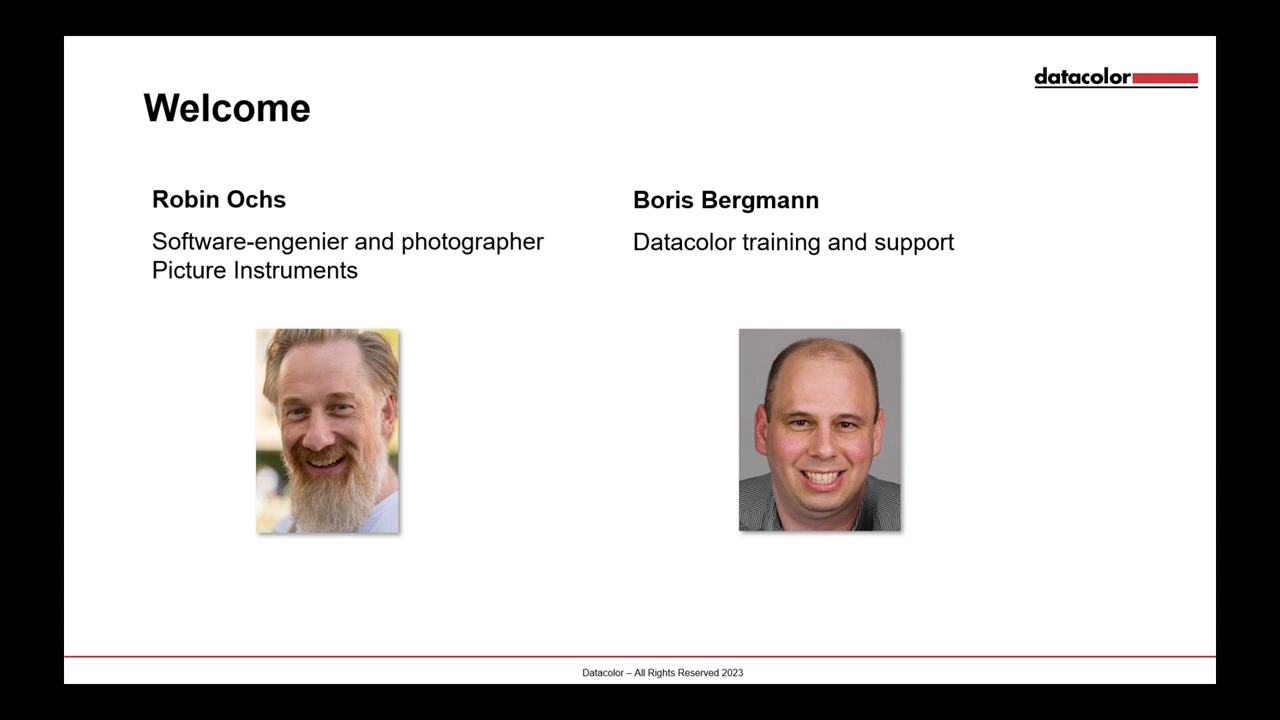 datacolor
Welcome
Robin Ochs
Software-engenier and photographer
Picture Instruments
Boris Bergmann
Datacolor training and support
Datacolor – All Rights Reserved 2023